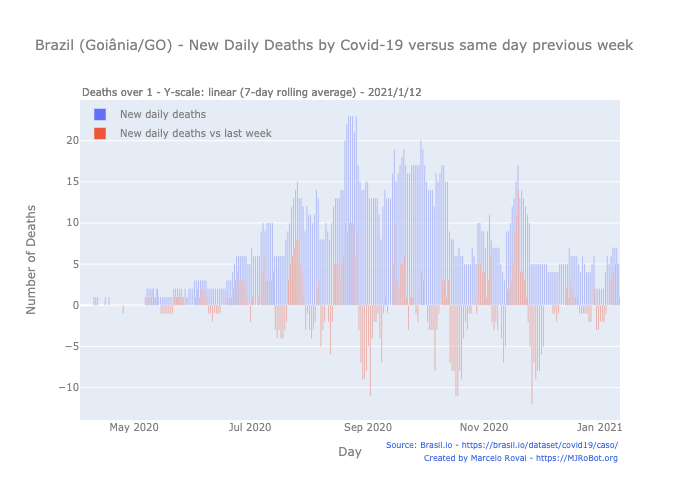 Brazil (Goiânia/GO) - New Daily Deaths by Covid-19 versus same day previous week
Deaths over 1 - Y-scale: linear (7-day rolling average) - 2021/1/12
New daily deaths
New daily deaths vs last week
Number of Deaths
20
15
10
5
0
−5
−10
May 2020
Jul 2020
Sep 2020
Nov 2020
Jan 2021
Day
Source: Brasil.io - https://brasil.io/dataset/covid19/caso/
Created by Marcelo Rovai - https://MJRoBot.org